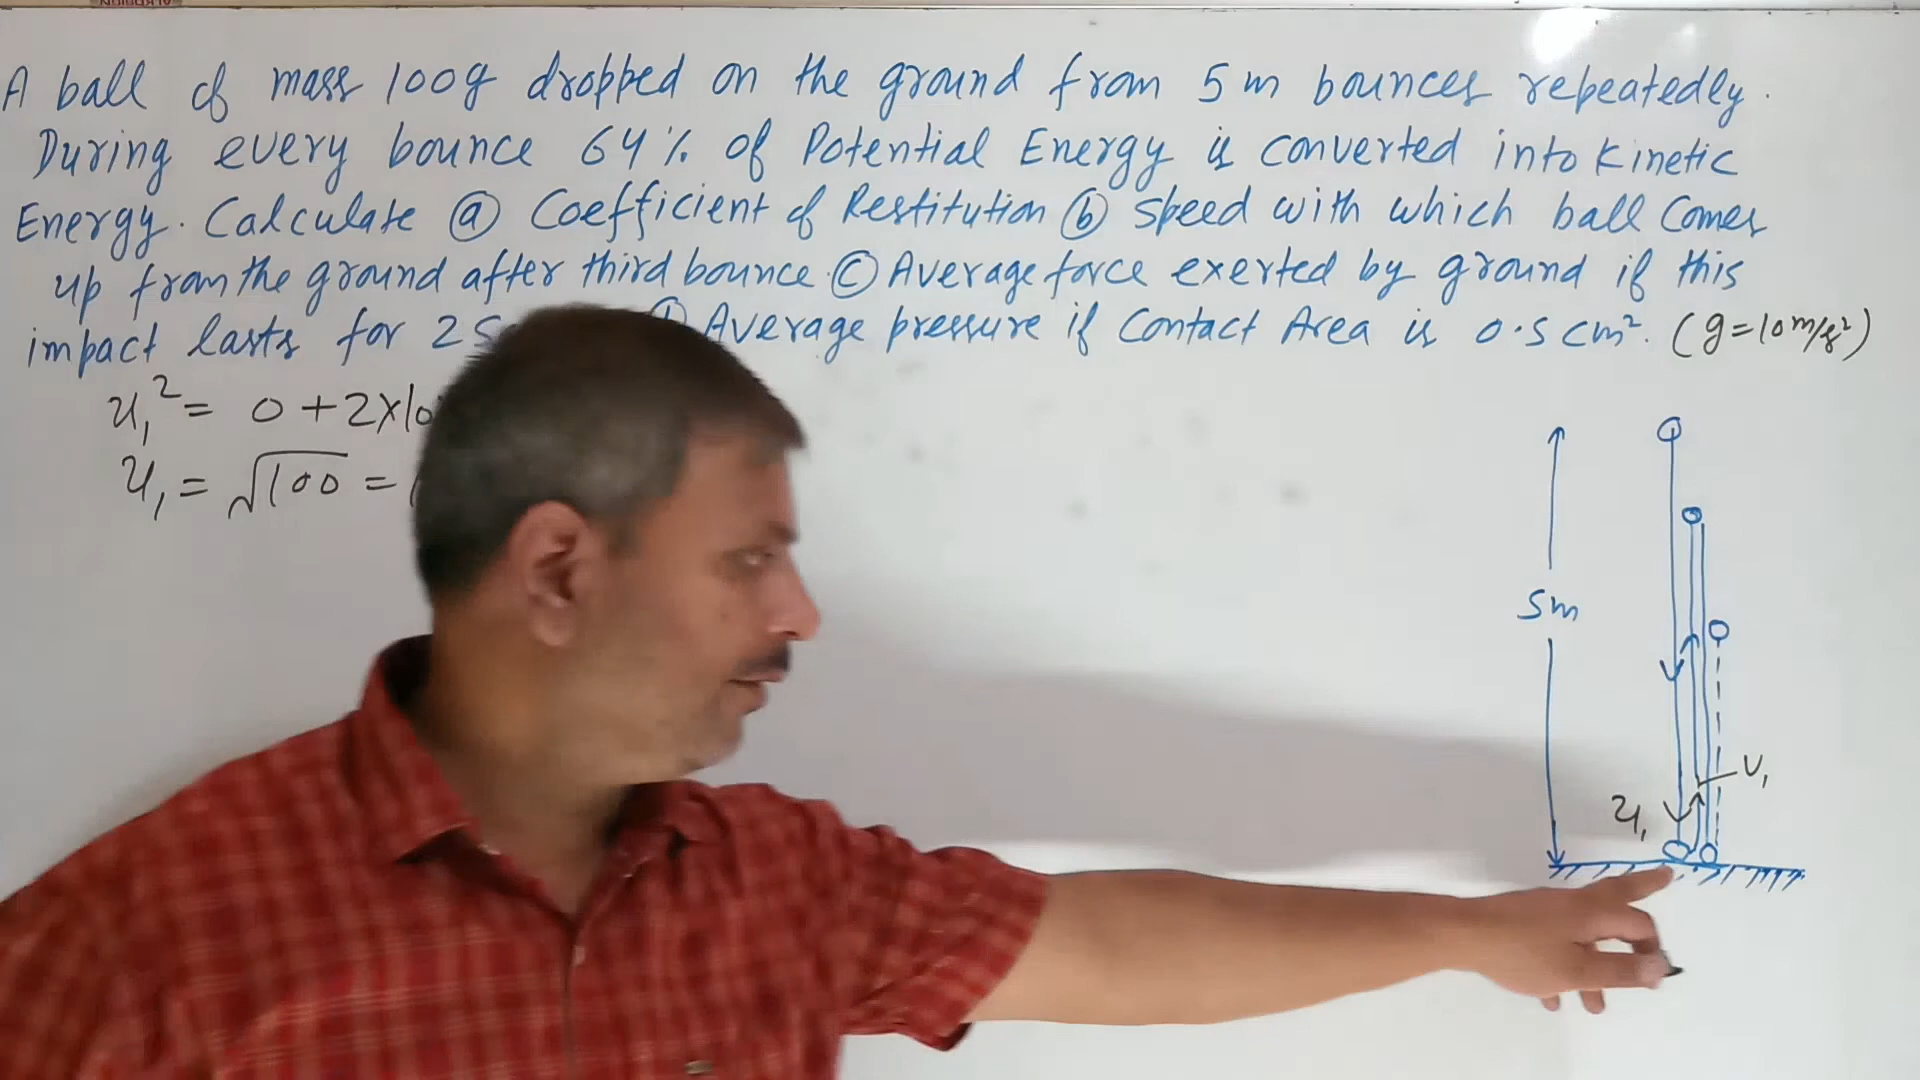 A ball of mass 100g dropped on the ground from 5m bounces repeatedly.
During every bounce 64% of Potential Energy is converted into Kinetic
Energy. Calculate ⓐ Coefficient of Restitution ⓑ speed with which ball comes
up from the ground after third bounce. Ⓒ Average force exerted by ground if this
impact lasts for 2 Average pressure if Contact Area is 0.5 cm². (g=10m/s²)
u₁² = 0 + 2×10
u₁ = √100 =
5m
u₁
v₁